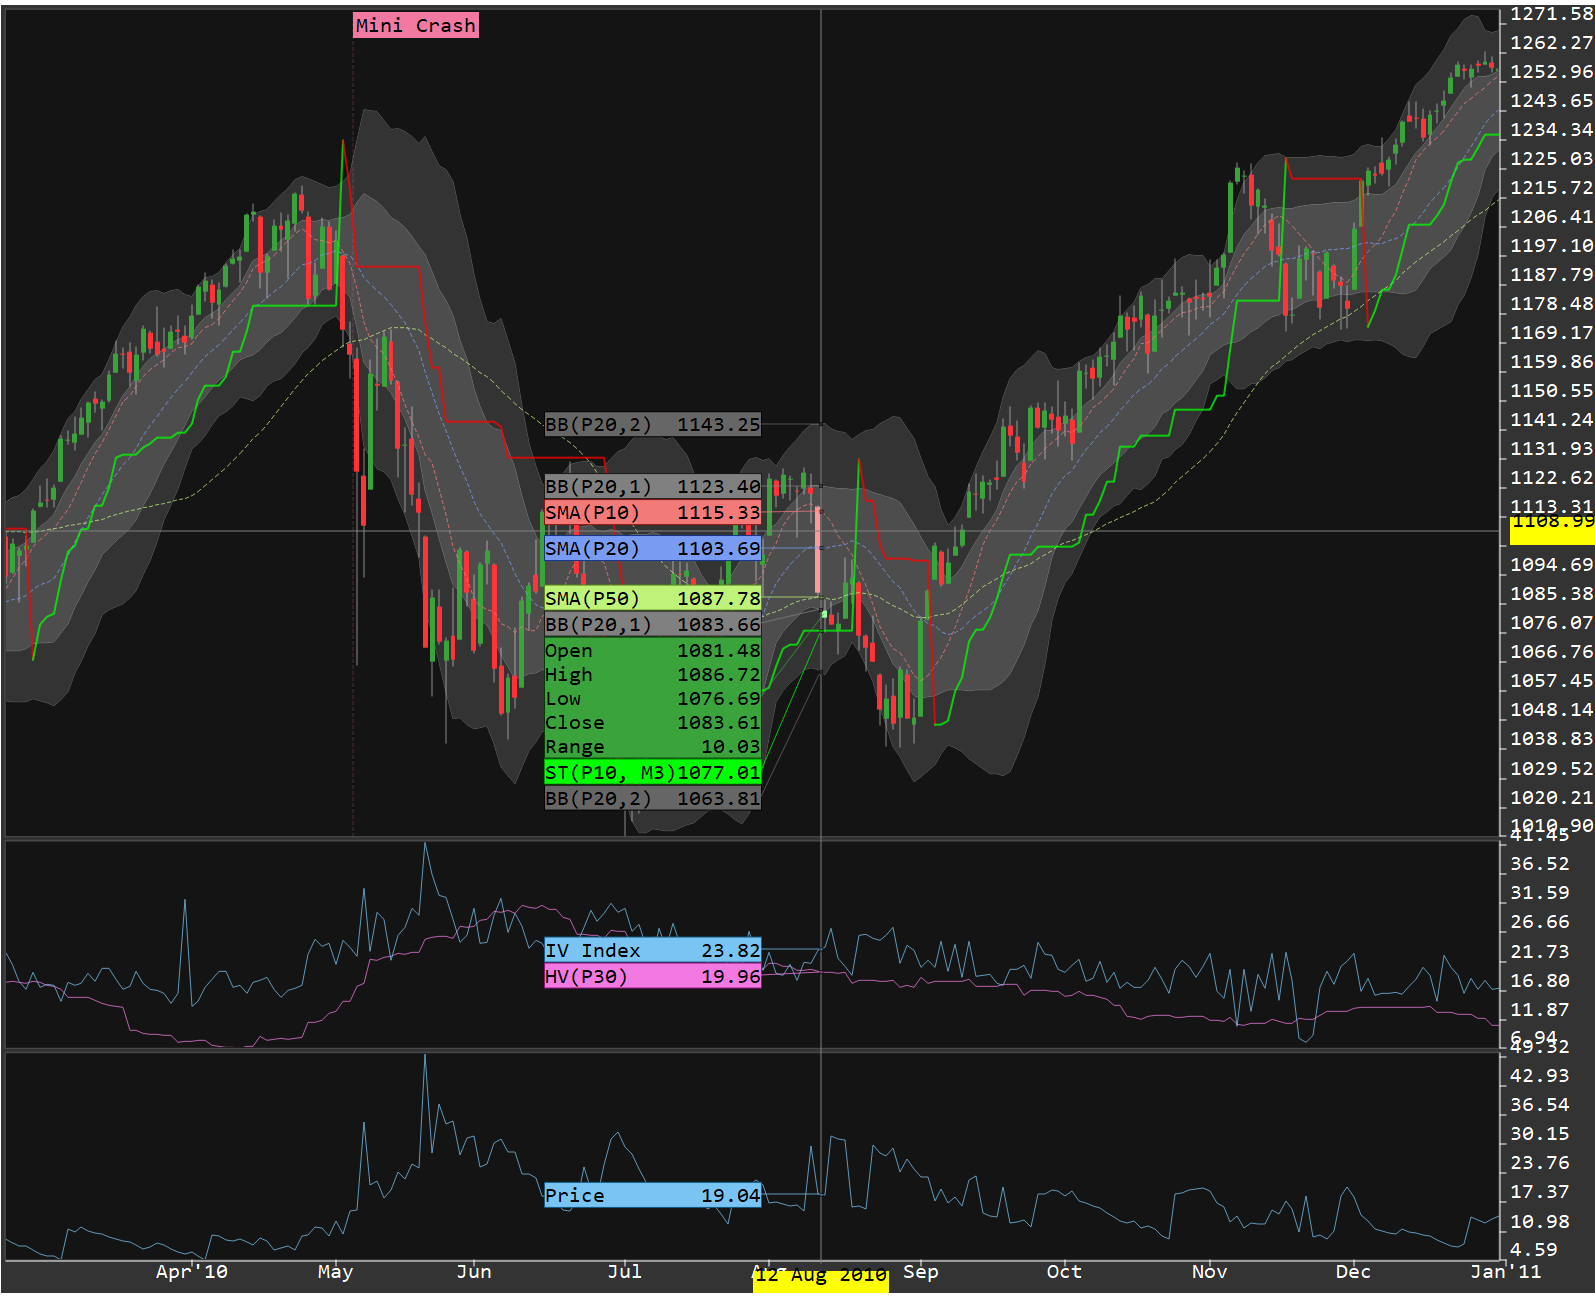 Mini Crash
1271.58
1262.27
1252.96
1243.65
1234.34
1225.03
1215.72
1206.41
1197.10
1187.79
1178.48
1169.17
1159.86
1150.55
1141.24
1131.93
1122.62
1113.31
1108.99
1094.69
1085.38
1076.07
1066.76
1057.45
1048.14
1038.83
1029.52
1020.21
1010.90
BB(P20,2) 1143.25
BB(P20,1) 1123.40
SMA(P10) 1115.33
SMA(P20) 1103.69
SMA(P50) 1087.78
BB(P20,1) 1083.66
Open 1081.48
High 1086.72
Low 1076.69
Close 1083.61
Range 10.03
ST(P10, M3)1077.01
BB(P20,2) 1063.81
41.45
36.52
31.59
26.66
21.73
16.80
11.87
6.94
IV Index 23.82
HV(P30) 19.96
49.32
42.93
36.54
30.15
23.76
17.37
10.98
4.59
Price 19.04
Apr'10 May Jun Jul Aug Sep Oct Nov Dec Jan'11
12 Aug 2010